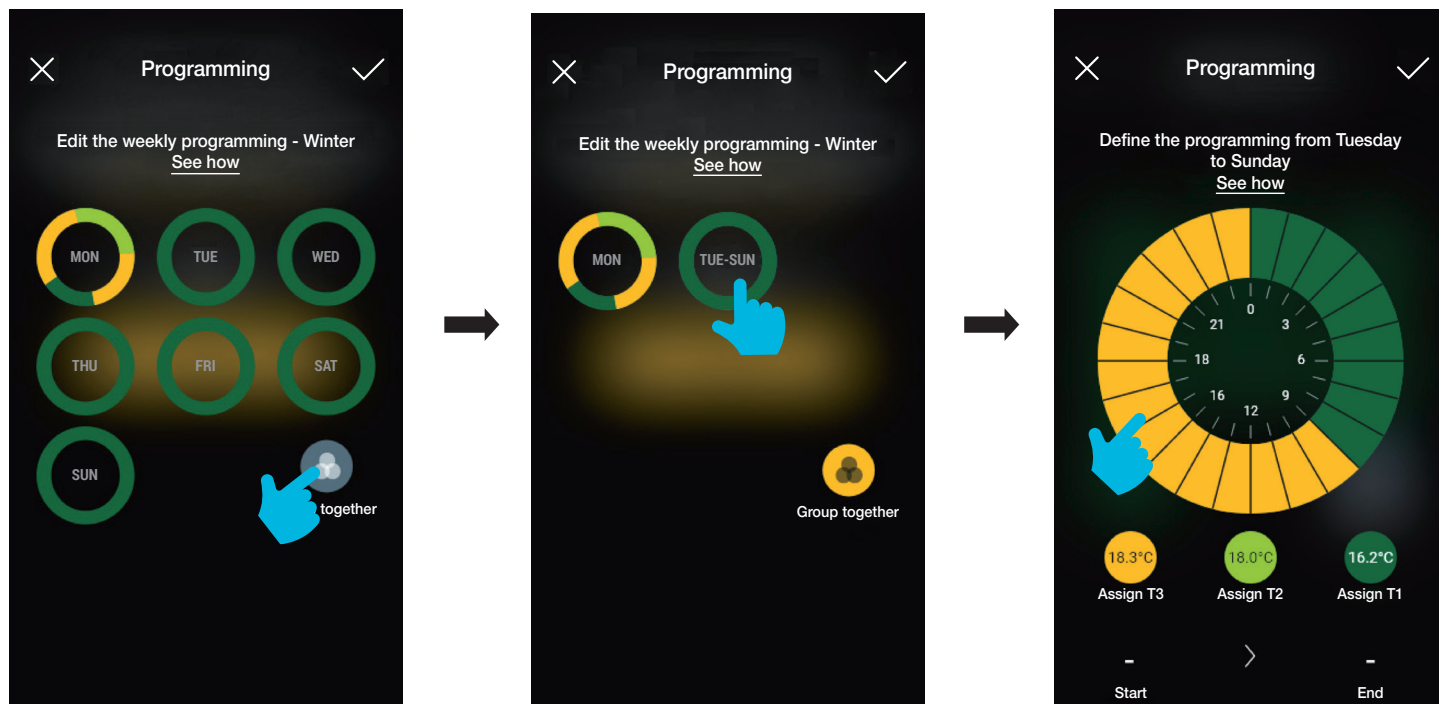 Programming
Edit the weekly programming - Winter
See how
MON
TUE
WED
THU
FRI
SAT
SUN
together
Programming
Edit the weekly programming - Winter
See how
MON
TUE-SUN
Group together
Programming
Define the programming from Tuesday
to Sunday
See how
0
3
6
9
12
16
18
21
18.3°C
18.0°C
16.2°C
Assign T3
Assign T2
Assign T1
-
-
Start
End